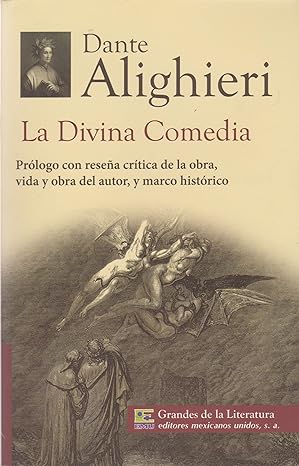 Dante
Alighieri
La Divina Comedia
Prólogo con reseña crítica de la obra,
vida y obra del autor, y marco histórico
EMU
Grandes de la Literatura
editores mexicanos unidos, s. a.